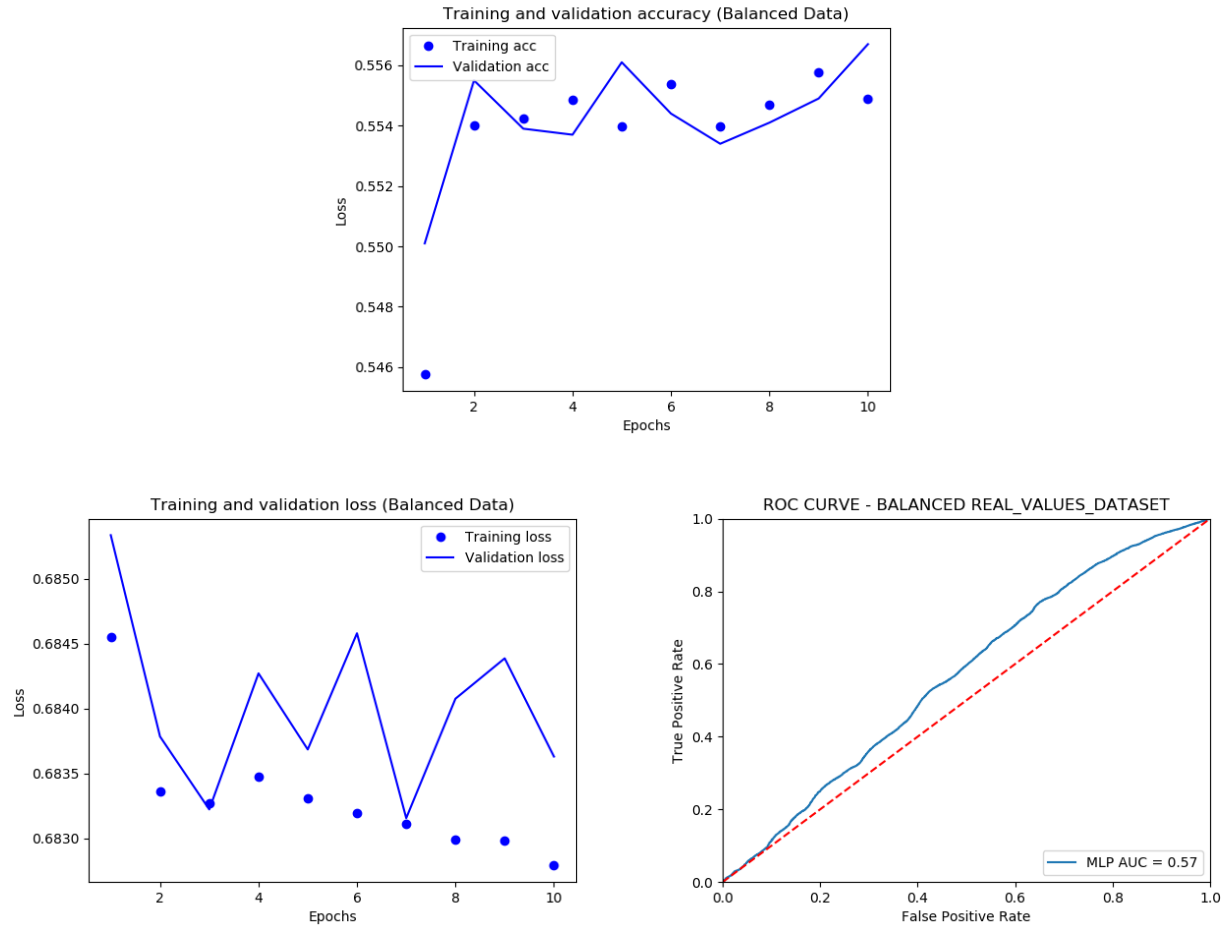 Training and validation accuracy (Balanced Data)
Training acc
Validation acc
0.556
0.554
0.552
0.550
0.548
0.546
Loss
2
4
6
8
10
Epochs
Training and validation loss (Balanced Data)
Training loss
Validation loss
0.6850
0.6845
0.6840
0.6835
0.6830
Loss
2
4
6
8
10
Epochs
ROC CURVE - BALANCED REAL_VALUES_DATASET
1.0
0.8
0.6
0.4
0.2
0.0
True Positive Rate
MLP AUC = 0.57
0.0
0.2
0.4
0.6
0.8
1.0
False Positive Rate